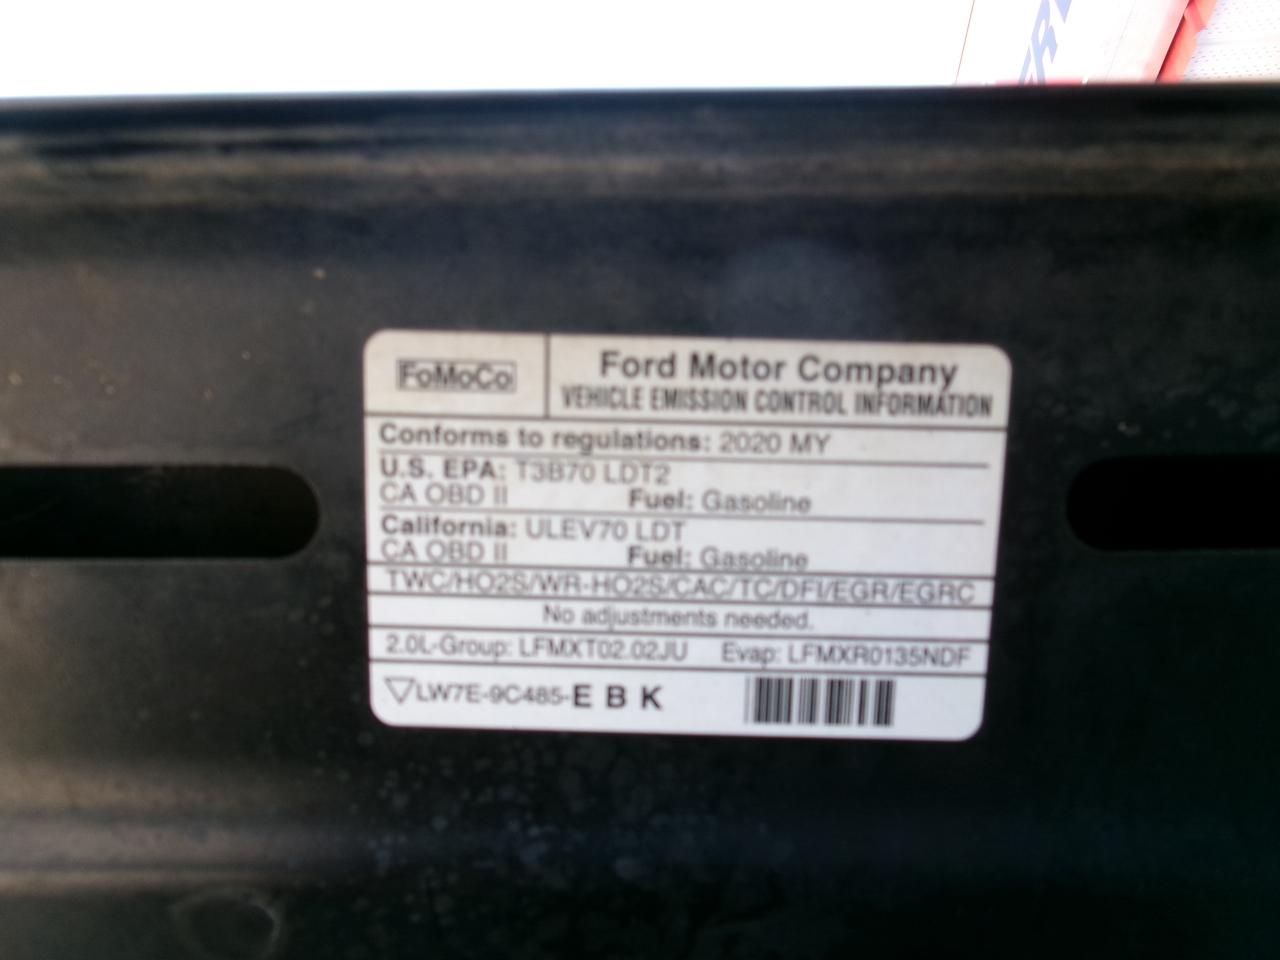 FoMoCo
Ford Motor Company
VEHICLE EMISSION CONTROL INFORMATION
Conforms to regulations: 2020 MY
U.S. EPA: T3B70 LDT2
CA OBD II Fuel: Gasoline
California: ULEV70 LDT
CA OBD II Fuel: Gasoline
TWC/HO2S/WR-HO2S/CAC/TC/DFI/EGR/EGRC
No adjustments needed.
2.0L-Group: LFMXT02.02JU Evap: LFMXR0135NDF
LW7E-9C485-E B K